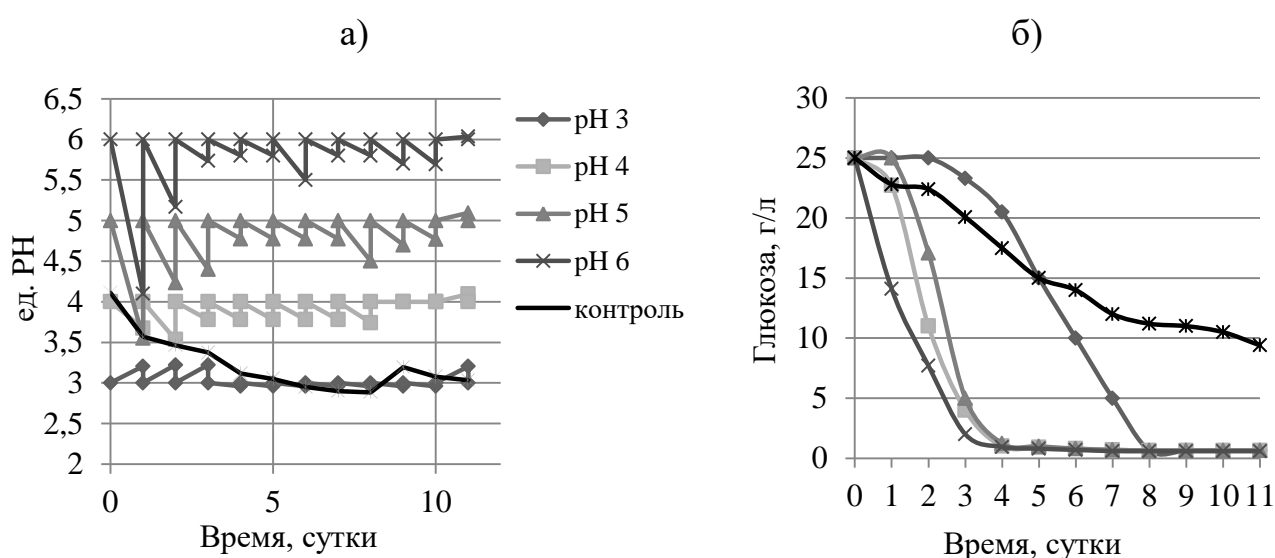 а)
6,5
6
5,5
5
4,5
4
3,5
3
2,5
2
ед. PH
0
5
10
Время, сутки
pH 3
pH 4
pH 5
pH 6
контроль
б)
30
25
20
15
10
5
0
Глюкоза, г/л
0 1 2 3 4 5 6 7 8 9 10 11
Время, сутки